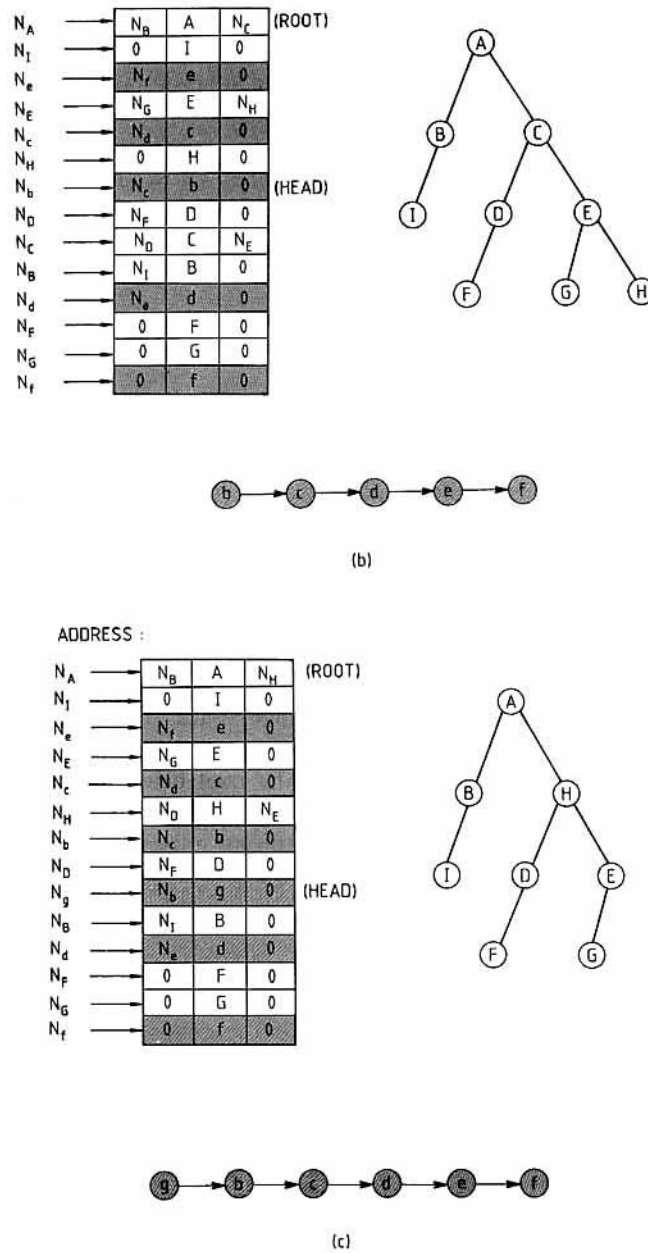 N_A N_B A N_C (ROOT)
N_I 0 I 0
N_e N_f e 0
N_E N_G E N_H
N_c N_d c 0
N_H 0 H 0
N_b N_c b 0 (HEAD)
N_D N_F D 0
N_C N_D C N_E
N_B N_I B 0
N_d N_e d 0
N_F 0 F 0
N_G 0 G 0
N_f 0 f 0
A
B C
I D E
F G H
b c d e f
(b)
ADDRESS :
N_A N_B A N_H (ROOT)
N_I 0 I 0
N_e N_f e 0
N_E N_G E 0
N_c N_d c 0
N_H N_D H N_E
N_b N_c b 0
N_D N_F D 0
N_g N_b g 0 (HEAD)
N_B N_I B 0
N_d N_e d 0
N_F 0 F 0
N_G 0 G 0
N_f 0 f 0
A
B H
I D E
F G
g b c d e f
(c)